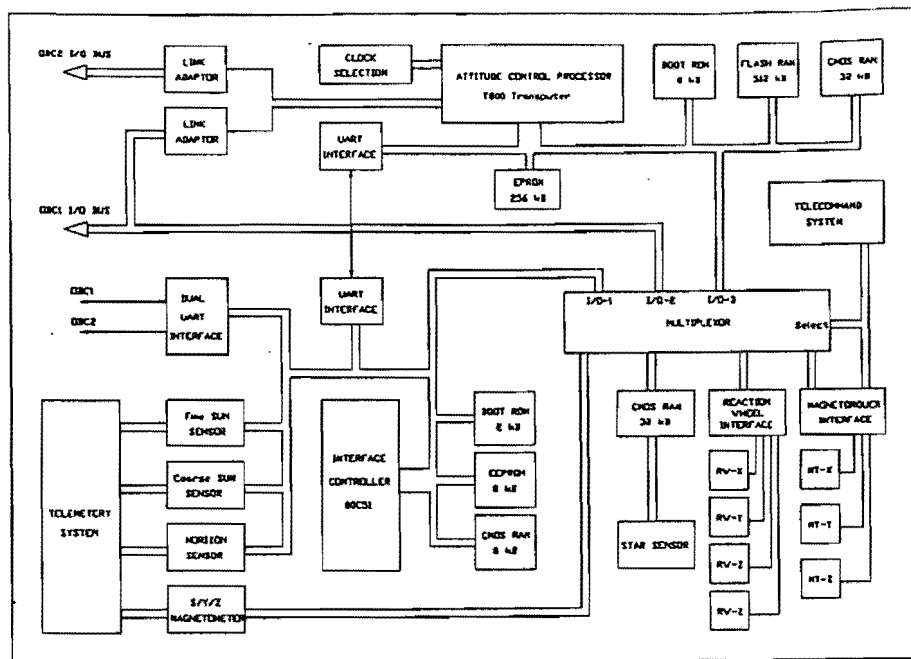 OBC2 I/O BUS
LINK
ADAPTOR
CLOCK
SELECTION
ATTITUDE CONTROL PROCESSOR
T800 Transputer
BOOT ROM
FLASH RAM
512 kB
CMOS RAM
32 kB
LINK
ADAPTOR
UART
INTERFACE
EPROM
256 kB
TELECOMMAND
SYSTEM
OBC1 I/O BUS
OBC1
OBC2
DUAL
UART
INTERFACE
UART
INTERFACE
I/O-1
I/O-2
I/O-3
MULTIPLEXOR
Select
Fine SUN
SENSOR
Coarse SUN
SENSOR
HORIZON
SENSOR
X/Y/Z
MAGNETOMETER
TELEMETERY
SYSTEM
INTERFACE
CONTROLLER
80C51
BOOT ROM
2 kB
EEPROM
8 kB
CMOS RAM
8 kB
CMOS RAM
32 kB
STAR SENSOR
REACTION
WHEEL
INTERFACE
MAGNETORQUER
INTERFACE
RW-X
RW-Y
RW-Z
RW-Z
MT-X
MT-Y
MT-Z